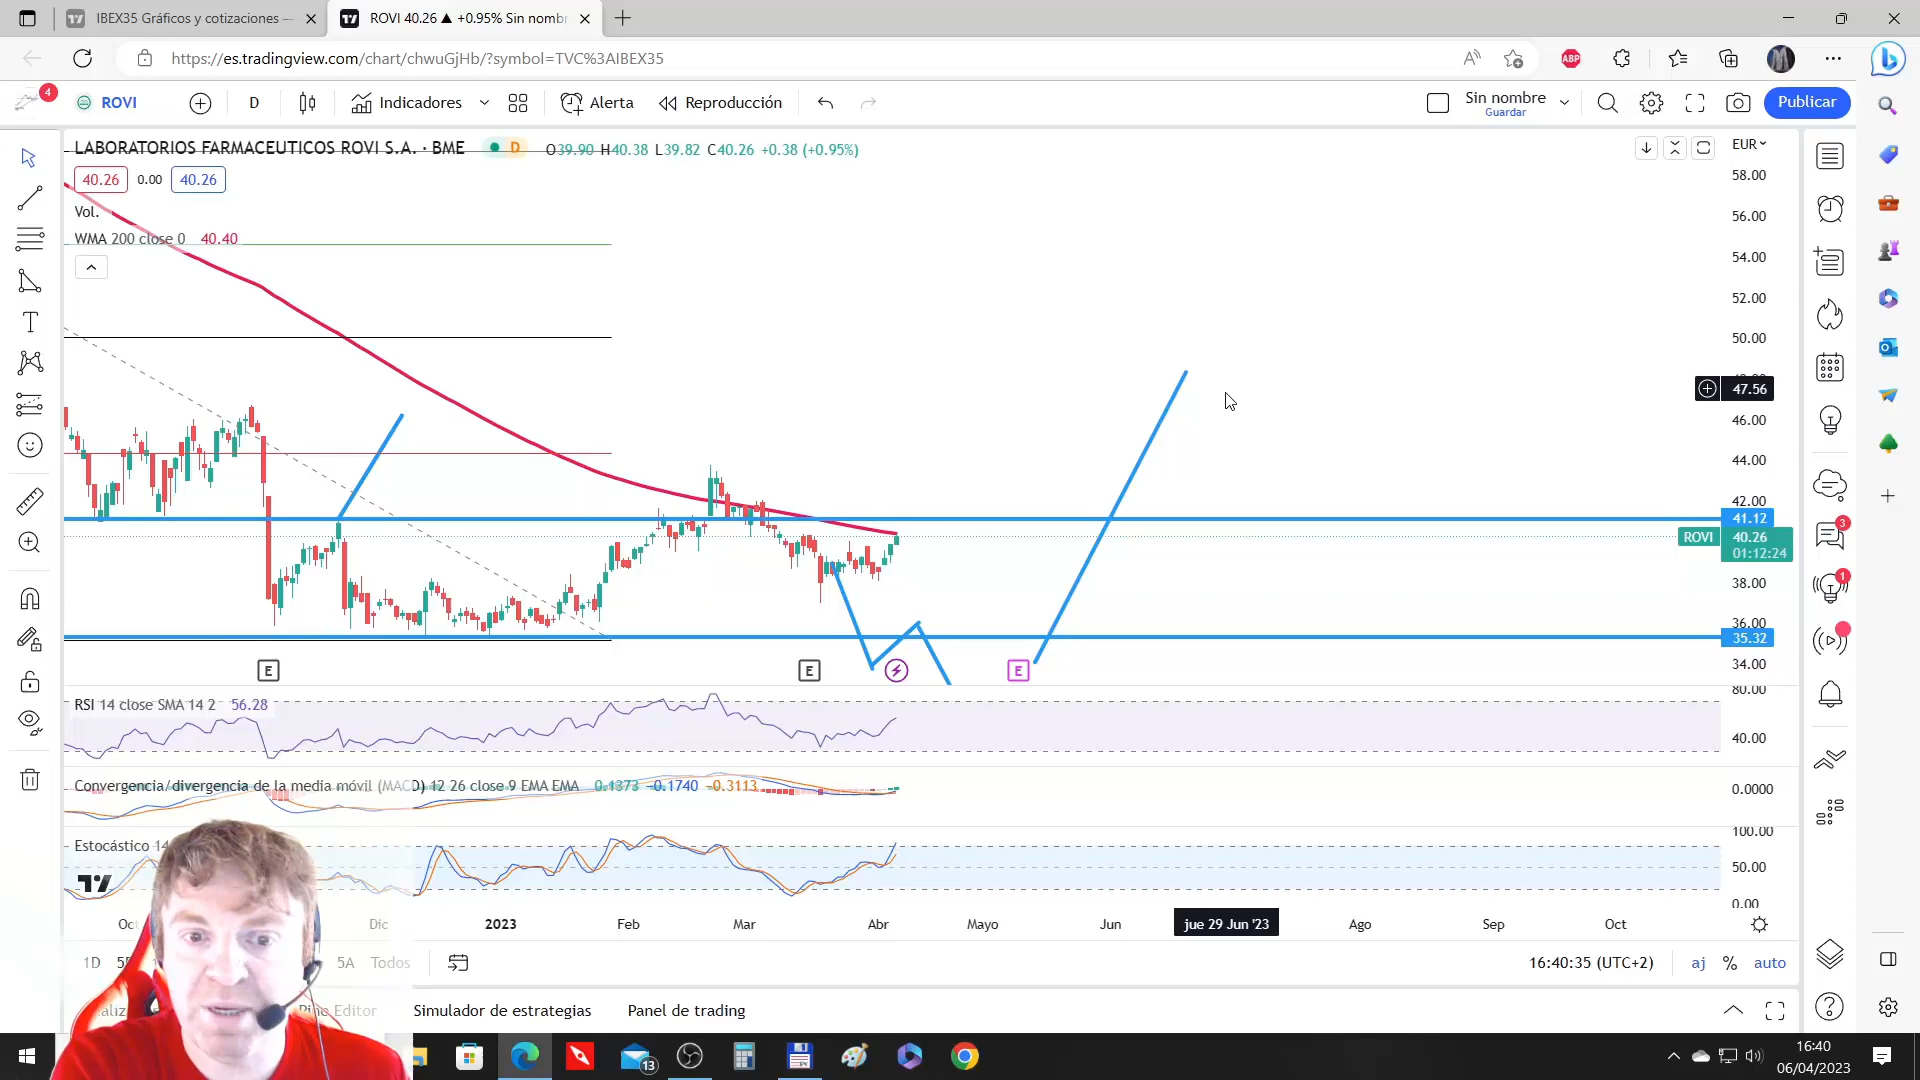 IBEX35 Gráficos y cotizaciones —
ROVI 40.26 ▲ +0.95% Sin nombr
https://es.tradingview.com/chart/chwuGjHb/?symbol=TVC%3AIBEX35
ABP
4
ROVI
D
Indicadores
Alerta
Reproducción
Sin nombre
Guardar
Publicar
LABORATORIOS FARMACEUTICOS ROVI S.A. · BME
D
O39.90 H40.38 L39.82 C40.26 +0.38 (+0.95%)
EUR
40.26
0.00
40.26
Vol.
WMA 200 close 0 40.40
58.00
56.00
54.00
52.00
50.00
47.56
46.00
44.00
42.00
41.12
ROVI
40.26
01:12:24
38.00
36.00
35.32
34.00
E
E
E
3
1
RSI 14 close SMA 14 2 56.28
80.00
40.00
Convergencia/divergencia de la media móvil (MACD) 12 26 close 9 EMA EMA 0.1373 −0.1740 −0.3113
0.0000
Estocástico 14
100.00
50.00
0.00
Oct
Dic
2023
Feb
Mar
Abr
Mayo
Jun
jue 29 Jun '23
Ago
Sep
Oct
1D
5A
Todos
16:40:35 (UTC+2)
aj
%
auto
Pine Editor
Simulador de estrategias
Panel de trading
13
16:40
06/04/2023